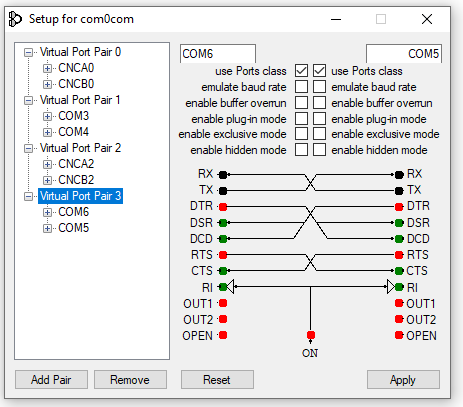 Setup for com0com
Virtual Port Pair 0
CNCA0
CNCB0
Virtual Port Pair 1
COM3
COM4
Virtual Port Pair 2
CNCA2
CNCB2
Virtual Port Pair 3
COM6
COM5
COM6 COM5
use Ports class use Ports class
emulate baud rate emulate baud rate
enable buffer overrun enable buffer overrun
enable plug-in mode enable plug-in mode
enable exclusive mode enable exclusive mode
enable hidden mode enable hidden mode
RX RX
TX TX
DTR DTR
DSR DSR
DCD DCD
RTS RTS
CTS CTS
RI RI
OUT1 OUT1
OUT2 OUT2
OPEN OPEN
ON
Add Pair Remove Reset Apply